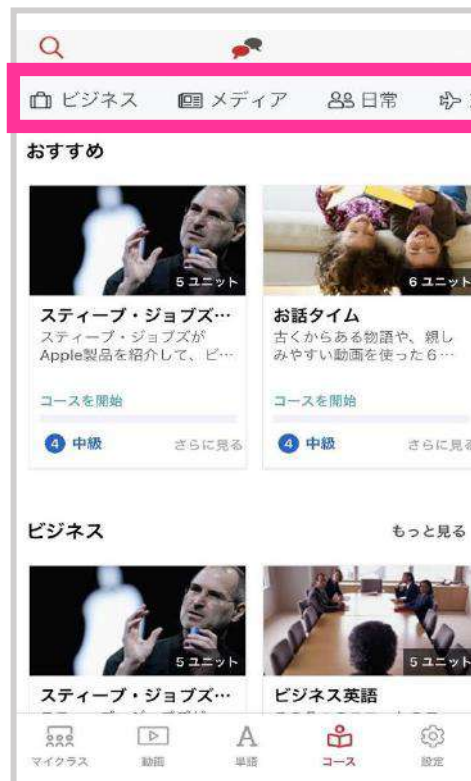 ビジネス メディア 日常
おすすめ
5 ユニット
スティーブ・ジョブズ…
スティーブ・ジョブズが
Apple製品を紹介して、ビ…
コースを開始
4 中級 さらに見る
6 ユニット
お話タイム
古くからある物語や、親し
みやすい動画を使った6…
コースを開始
4 中級 さらに見る
ビジネス もっと見る
5 ユニット
スティーブ・ジョブズ…
5 ユニット
ビジネス英語
マイクラス 動画 単語 コース 設定